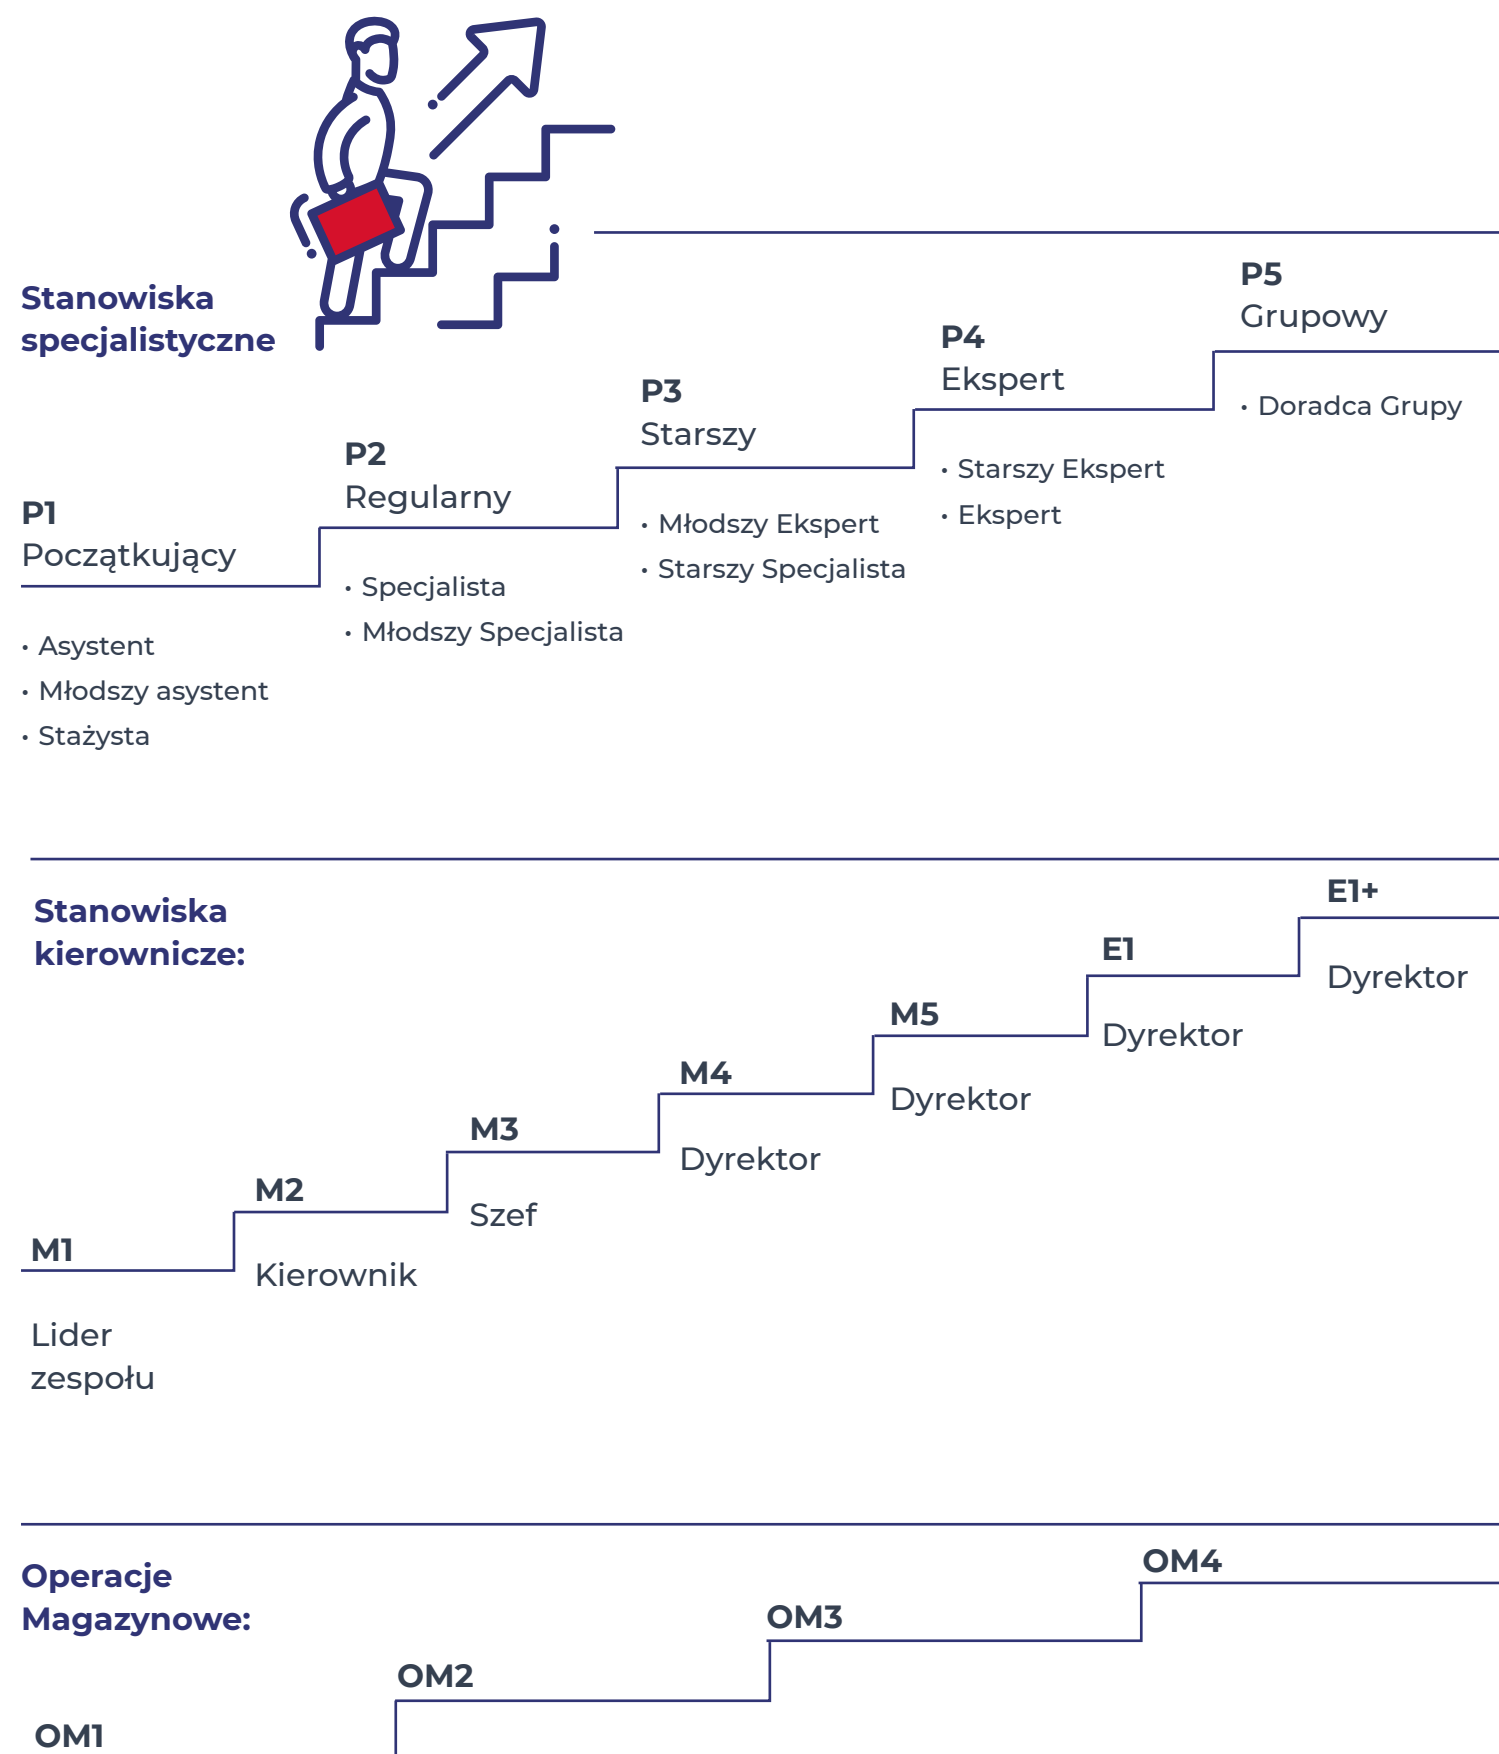 Stanowiska
specjalistyczne
P1
Początkujący
• Asystent
• Młodszy asystent
• Stażysta
P2
Regularny
• Specjalista
• Młodszy Specjalista
P3
Starszy
• Młodszy Ekspert
• Starszy Specjalista
P4
Ekspert
• Starszy Ekspert
• Ekspert
P5
Grupowy
• Doradca Grupy
Stanowiska
kierownicze:
M1
Lider
zespołu
M2
Kierownik
M3
Szef
M4
Dyrektor
M5
Dyrektor
E1
Dyrektor
E1+
Dyrektor
Operacje
Magazynowe:
OM1
OM2
OM3
OM4